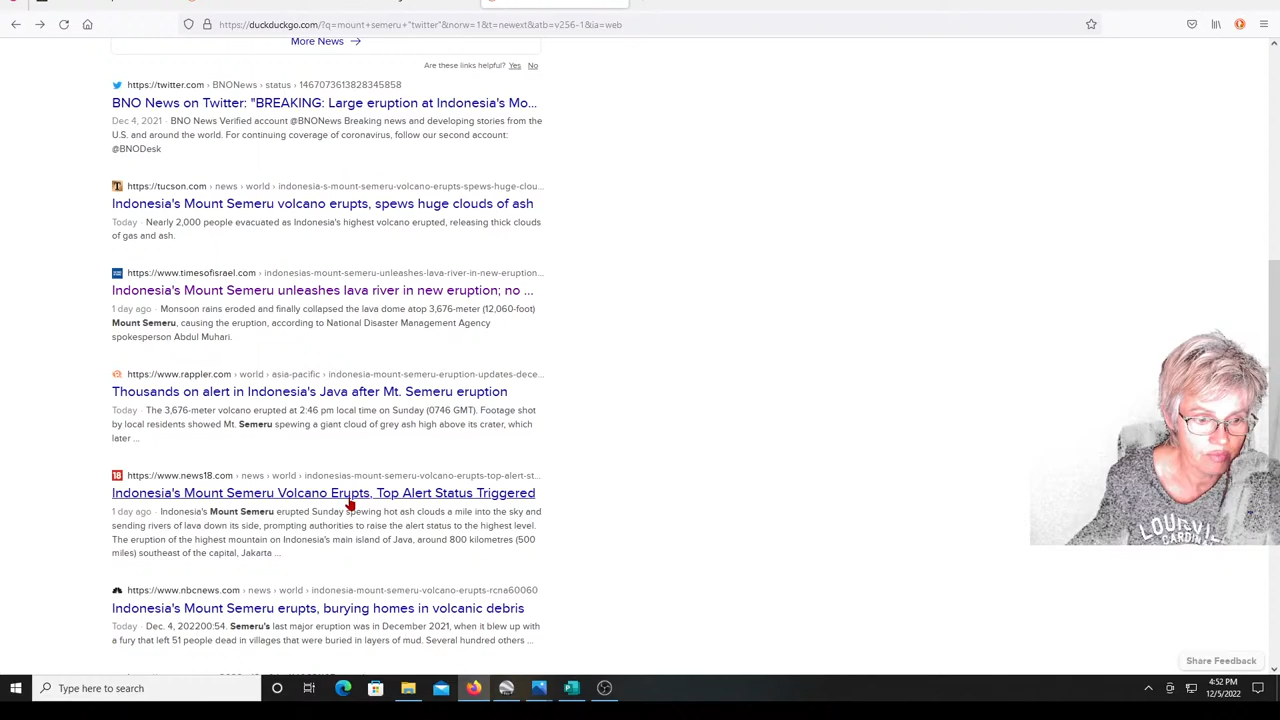 https://duckduckgo.com/?q=mount+semeru+"twitter"&norw=1&t=newext&atb=v256-1&ia=web
More News →
Are these links helpful? Yes No
https://twitter.com › BNONews › status › 1467073613828345858
BNO News on Twitter: "BREAKING: Large eruption at Indonesia's Mo...
Dec 4, 2021 · BNO News Verified account @BNONews Breaking news and developing stories from the
U.S. and around the world. For continuing coverage of coronavirus, follow our second account:
@BNODesk
https://tucson.com › news › world › indonesia-s-mount-semeru-volcano-erupts-spews-huge-clou...
Indonesia's Mount Semeru volcano erupts, spews huge clouds of ash
Today · Nearly 2,000 people evacuated as Indonesia's highest volcano erupted, releasing thick clouds
of gas and ash.
https://www.timesofisrael.com › indonesias-mount-semeru-unleashes-lava-river-in-new-eruption...
Indonesia's Mount Semeru unleashes lava river in new eruption; no ...
1 day ago · Monsoon rains eroded and finally collapsed the lava dome atop 3,676-meter (12,060-foot)
Mount Semeru, causing the eruption, according to National Disaster Management Agency
spokesperson Abdul Muhari.
https://www.rappler.com › world › asia-pacific › indonesia-mount-semeru-eruption-updates-dece...
Thousands on alert in Indonesia's Java after Mt. Semeru eruption
Today · The 3,676-meter volcano erupted at 2:46 pm local time on Sunday (0746 GMT). Footage shot
by local residents showed Mt. Semeru spewing a giant cloud of grey ash high above its crater, which
later ...
18 https://www.news18.com › news › world › indonesias-mount-semeru-volcano-erupts-top-alert-st...
Indonesia's Mount Semeru Volcano Erupts, Top Alert Status Triggered
1 day ago · Indonesia's Mount Semeru erupted Sunday spewing hot ash clouds a mile into the sky and
sending rivers of lava down its side, prompting authorities to raise the alert status to the highest level.
The eruption of the highest mountain on Indonesia's main island of Java, around 800 kilometres (500
miles) southeast of the capital, Jakarta ...
https://www.nbcnews.com › news › world › indonesia-mount-semeru-volcano-erupts-rcna60060
Indonesia's Mount Semeru erupts, burying homes in volcanic debris
Today · Dec. 4, 202200:54. Semeru's last major eruption was in December 2021, when it blew up with
a fury that left 51 people dead in villages that were buried in layers of mud. Several hundred others ...
Share Feedback
Type here to search
4:52 PM
12/5/2022